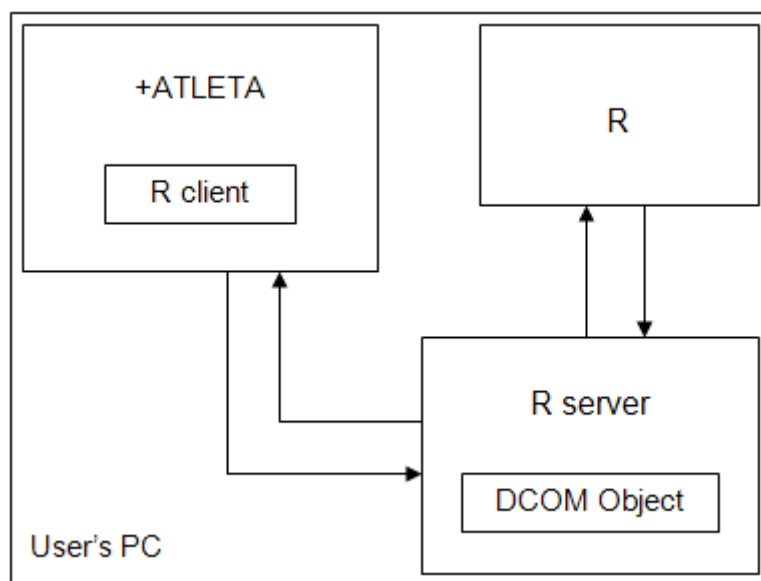 +ATLETA
R client
R
R server
DCOM Object
User's PC